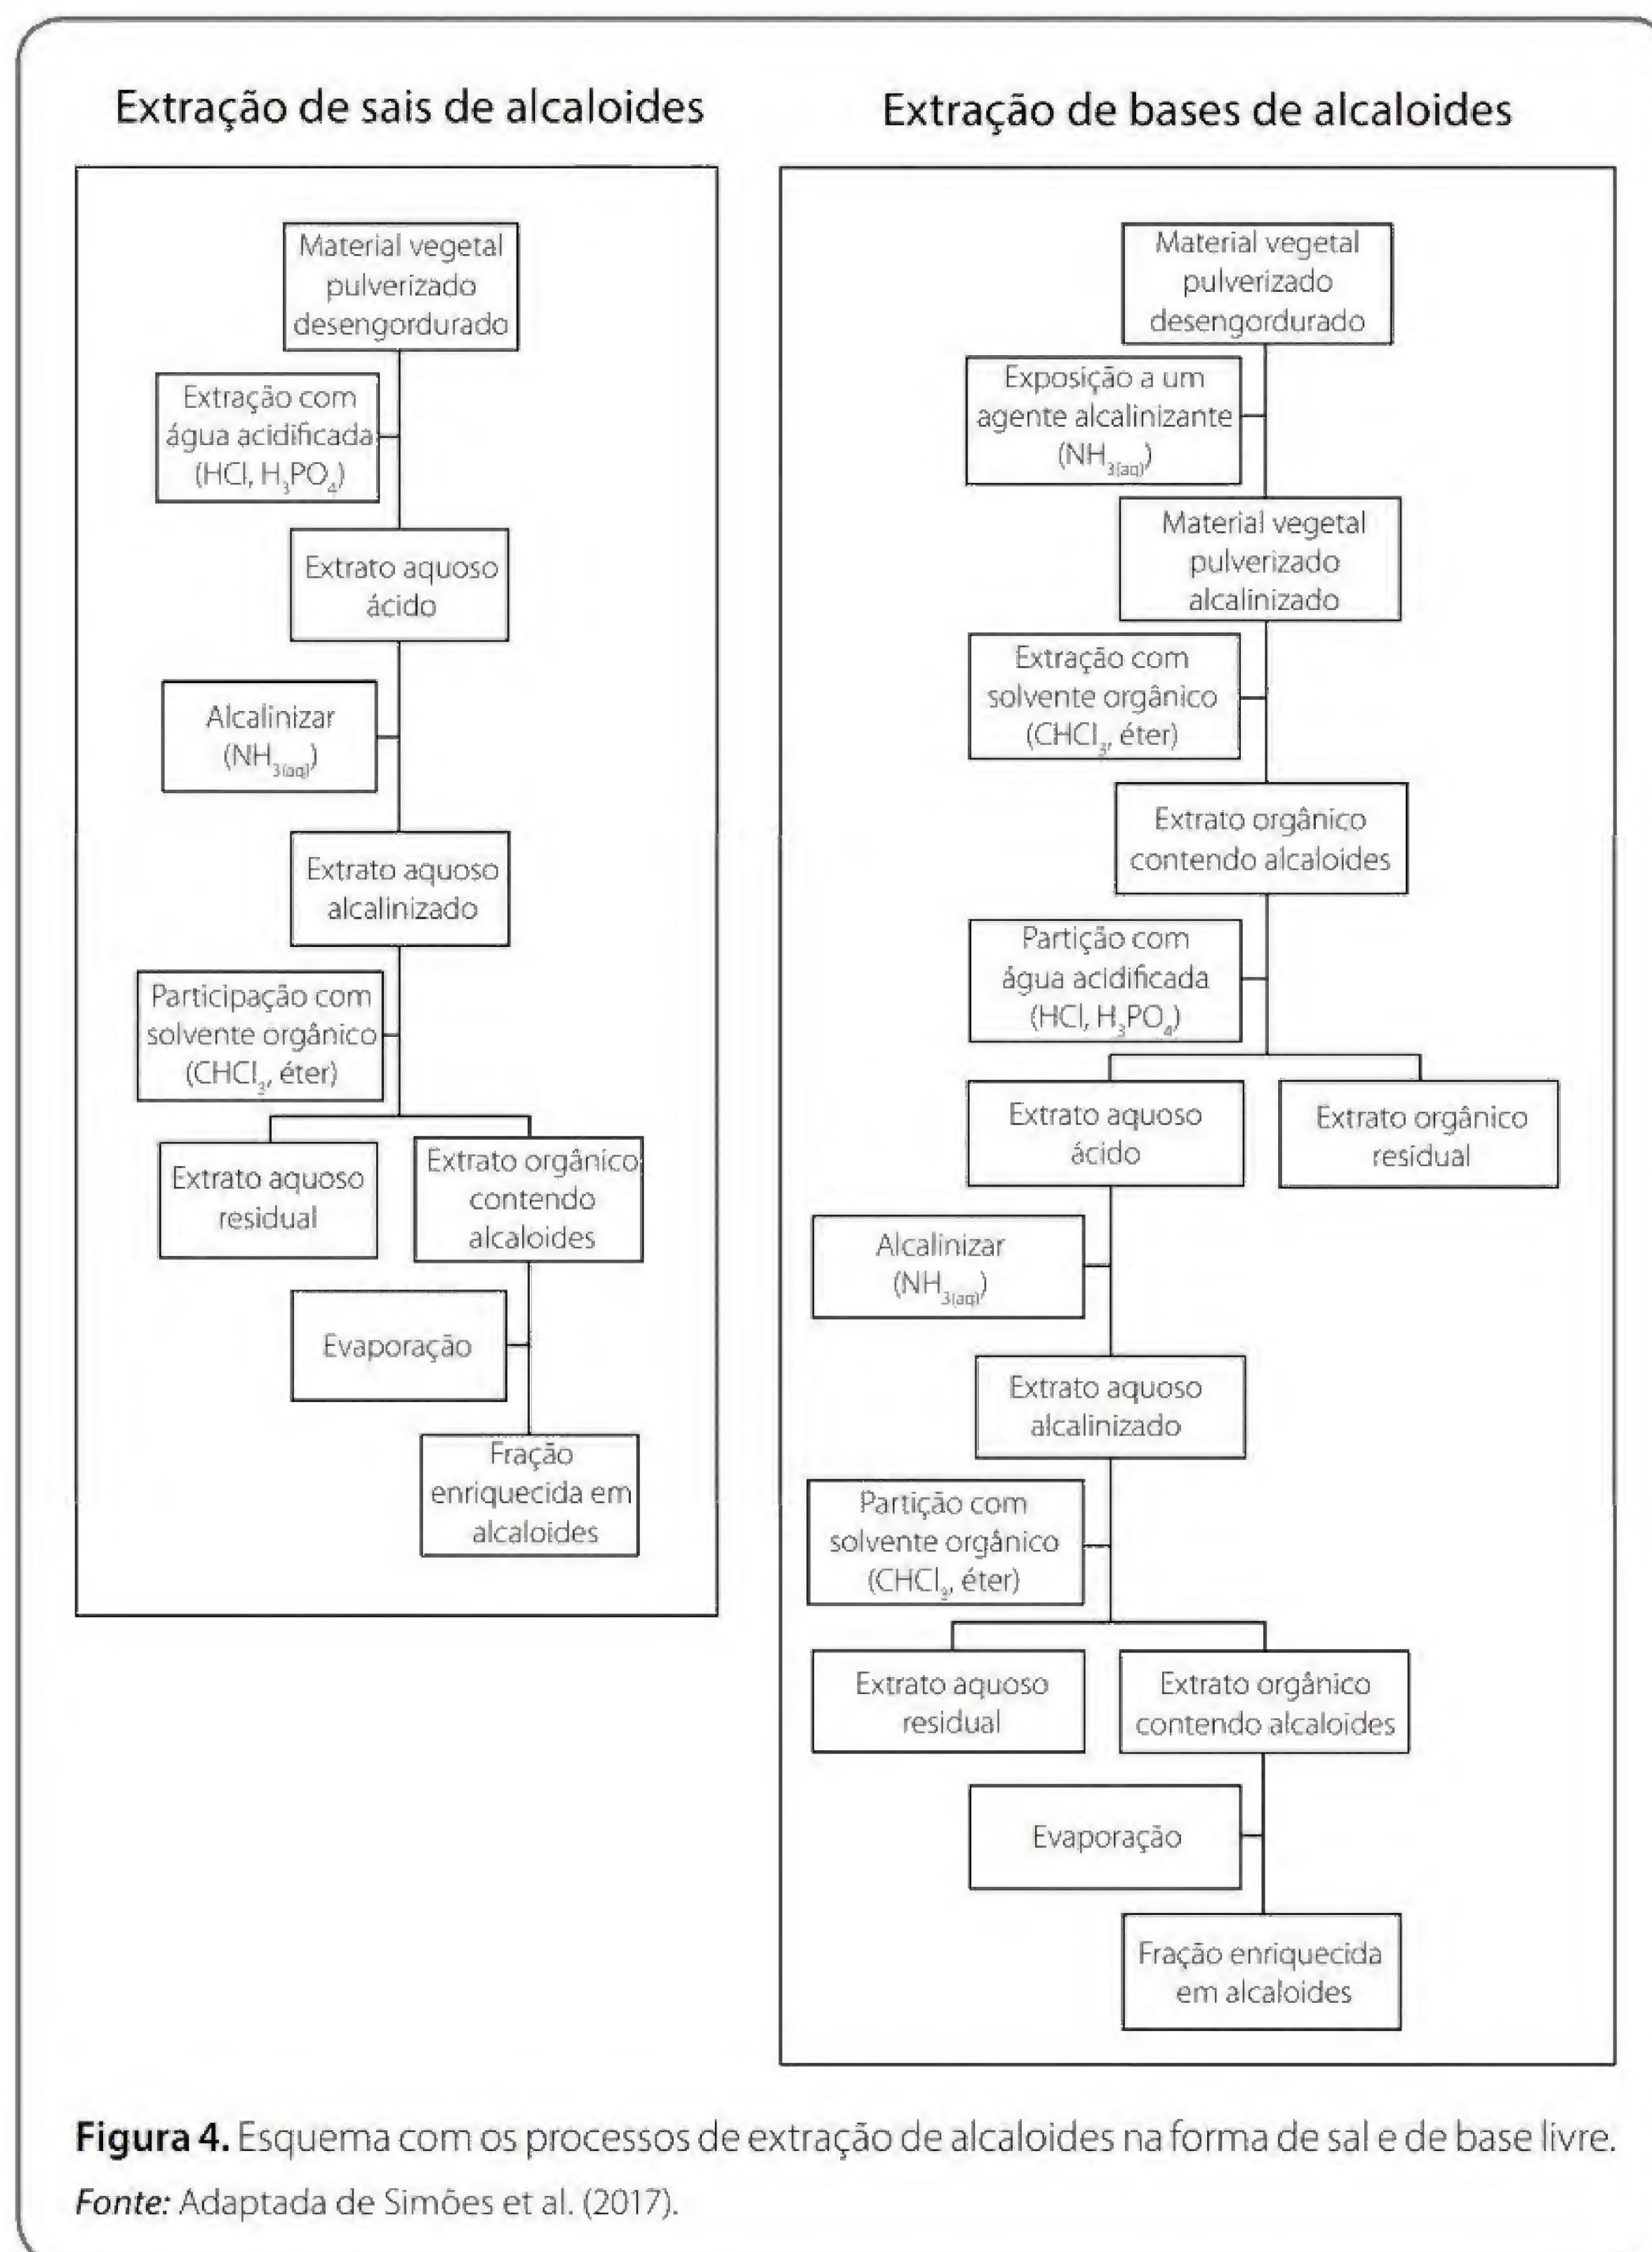 Extração de sais de alcaloides
Material vegetal
pulverizado
desengordurado
Extração com
água acidificada
(HCl, H₃PO₄)
Extrato aquoso
ácido
Alcalinizar
(NH₃(aq))
Extrato aquoso
alcalinizado
Participação com
solvente orgânico
(CHCl₃, éter)
Extrato aquoso
residual
Extrato orgânico
contendo
alcaloides
Evaporação
Fração
enriquecida em
alcaloides
Extração de bases de alcaloides
Material vegetal
pulverizado
desengordurado
Exposição a um
agente alcalinizante
(NH₃(aq))
Material vegetal
pulverizado
alcalinizado
Extração com
solvente orgânico
(CHCl₃, éter)
Extrato orgânico
contendo alcaloides
Partição com
água acidificada
(HCl, H₃PO₄)
Extrato aquoso
ácido
Extrato orgânico
residual
Alcalinizar
(NH₃(aq))
Extrato aquoso
alcalinizado
Partição com
solvente orgânico
(CHCl₃, éter)
Extrato aquoso
residual
Extrato orgânico
contendo alcaloides
Evaporação
Fração enriquecida
em alcaloides
Figura 4. Esquema com os processos de extração de alcaloides na forma de sal e de base livre.
Fonte: Adaptada de Simões et al. (2017).